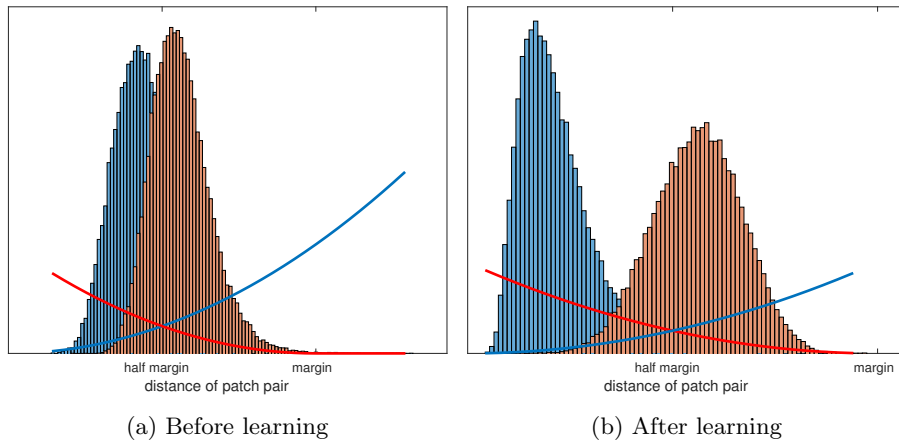 half margin margin
distance of patch pair
(a) Before learning
half margin margin
distance of patch pair
(b) After learning